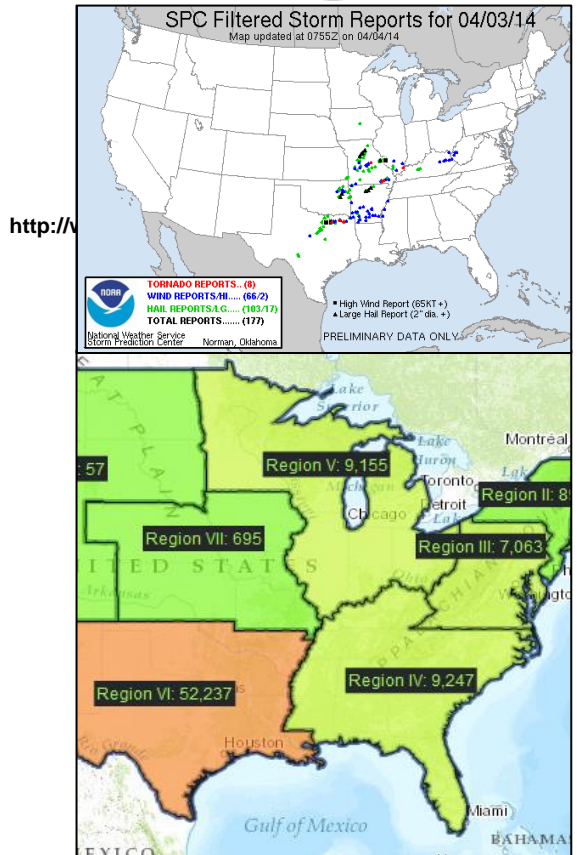 SPC Filtered Storm Reports for 04/03/14
Map updated at 0755Z on 04/04/14
http://
NOAA
TORNADO REPORTS.. (8)
WIND REPORTS/HI..... (66/2)
HAIL REPORTS/LG.... (103/17)
TOTAL REPORTS....... (177)
National Weather Service
Storm Prediction Center Norman, Oklahoma
High Wind Report (65KT +)
Large Hail Report (2" dia. +)
PRELIMINARY DATA ONLY
Lake
Superior
Montréal
: 57
Region V: 9,155
Lake
Huron
Toronto
Michigan
Detroit
Region II: 8
Chicago
Region VII: 695
Region III: 7,063
UNITED STATES
Ohio
Arkansas
Region VI: 52,237
Region IV: 9,247
Rio Grande
Houston
Gulf of Mexico
Miami
BAHAMAS